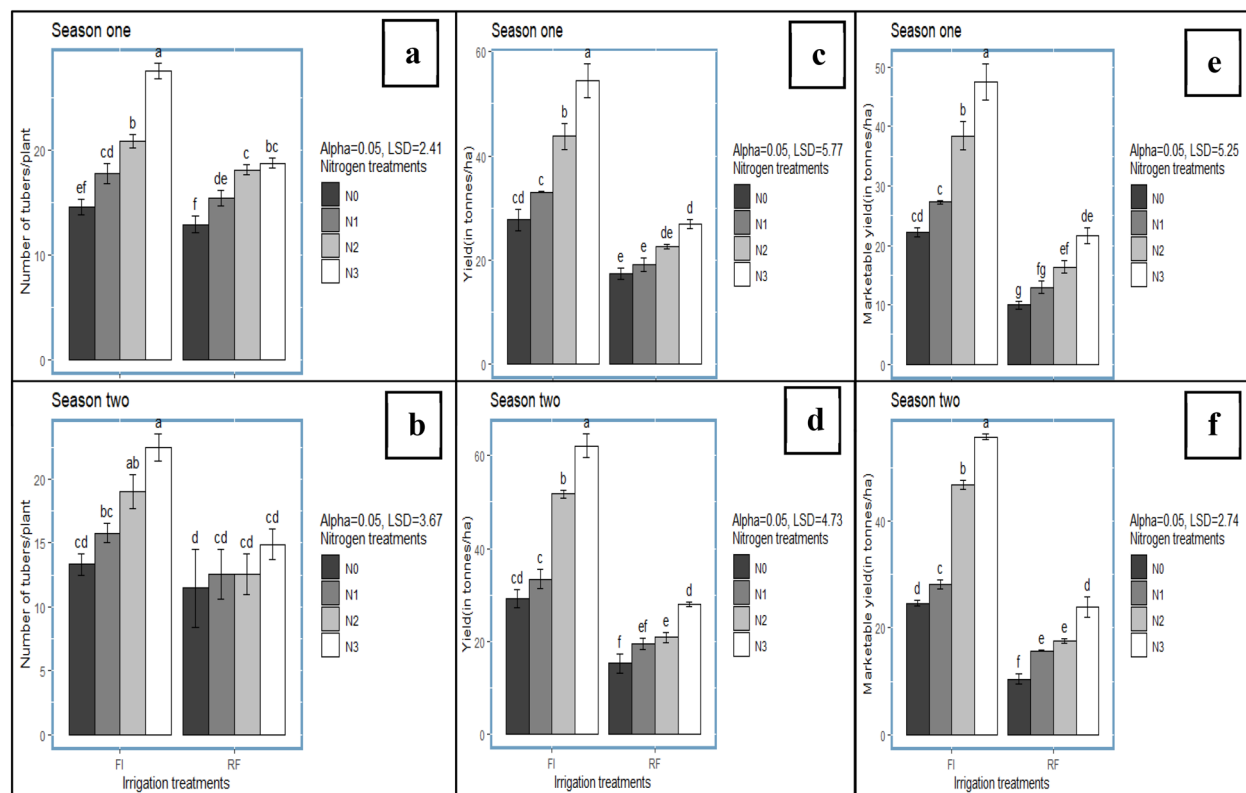 Season one
a
Number of tubers/plant
20
10
0
ef
cd
b
a
f
de
c
bc
Alpha=0.05, LSD=2.41
Nitrogen treatments
N0
N1
N2
N3
Season one
c
Yield(in tonnes/ha)
60
40
20
0
cd
c
b
a
e
e
de
d
Alpha=0.05, LSD=5.77
Nitrogen treatments
N0
N1
N2
N3
Season one
e
Marketable yield(in tonnes/ha)
50
40
30
20
10
0
cd
c
b
a
g
fg
ef
de
Alpha=0.05, LSD=5.25
Nitrogen treatments
N0
N1
N2
N3
Season two
b
Number of tubers/plant
20
15
10
5
0
cd
bc
ab
a
d
cd
cd
cd
FI
RF
Irrigation treatments
Alpha=0.05, LSD=3.67
Nitrogen treatments
N0
N1
N2
N3
Season two
d
Yield(in tonnes/ha)
60
40
20
0
cd
c
b
a
f
ef
e
d
FI
RF
Irrigation treatments
Alpha=0.05, LSD=4.73
Nitrogen treatments
N0
N1
N2
N3
Season two
f
Marketable yield(in tonnes/ha)
40
20
0
d
c
b
a
f
e
e
d
FI
RF
Irrigation treatments
Alpha=0.05, LSD=2.74
Nitrogen treatments
N0
N1
N2
N3